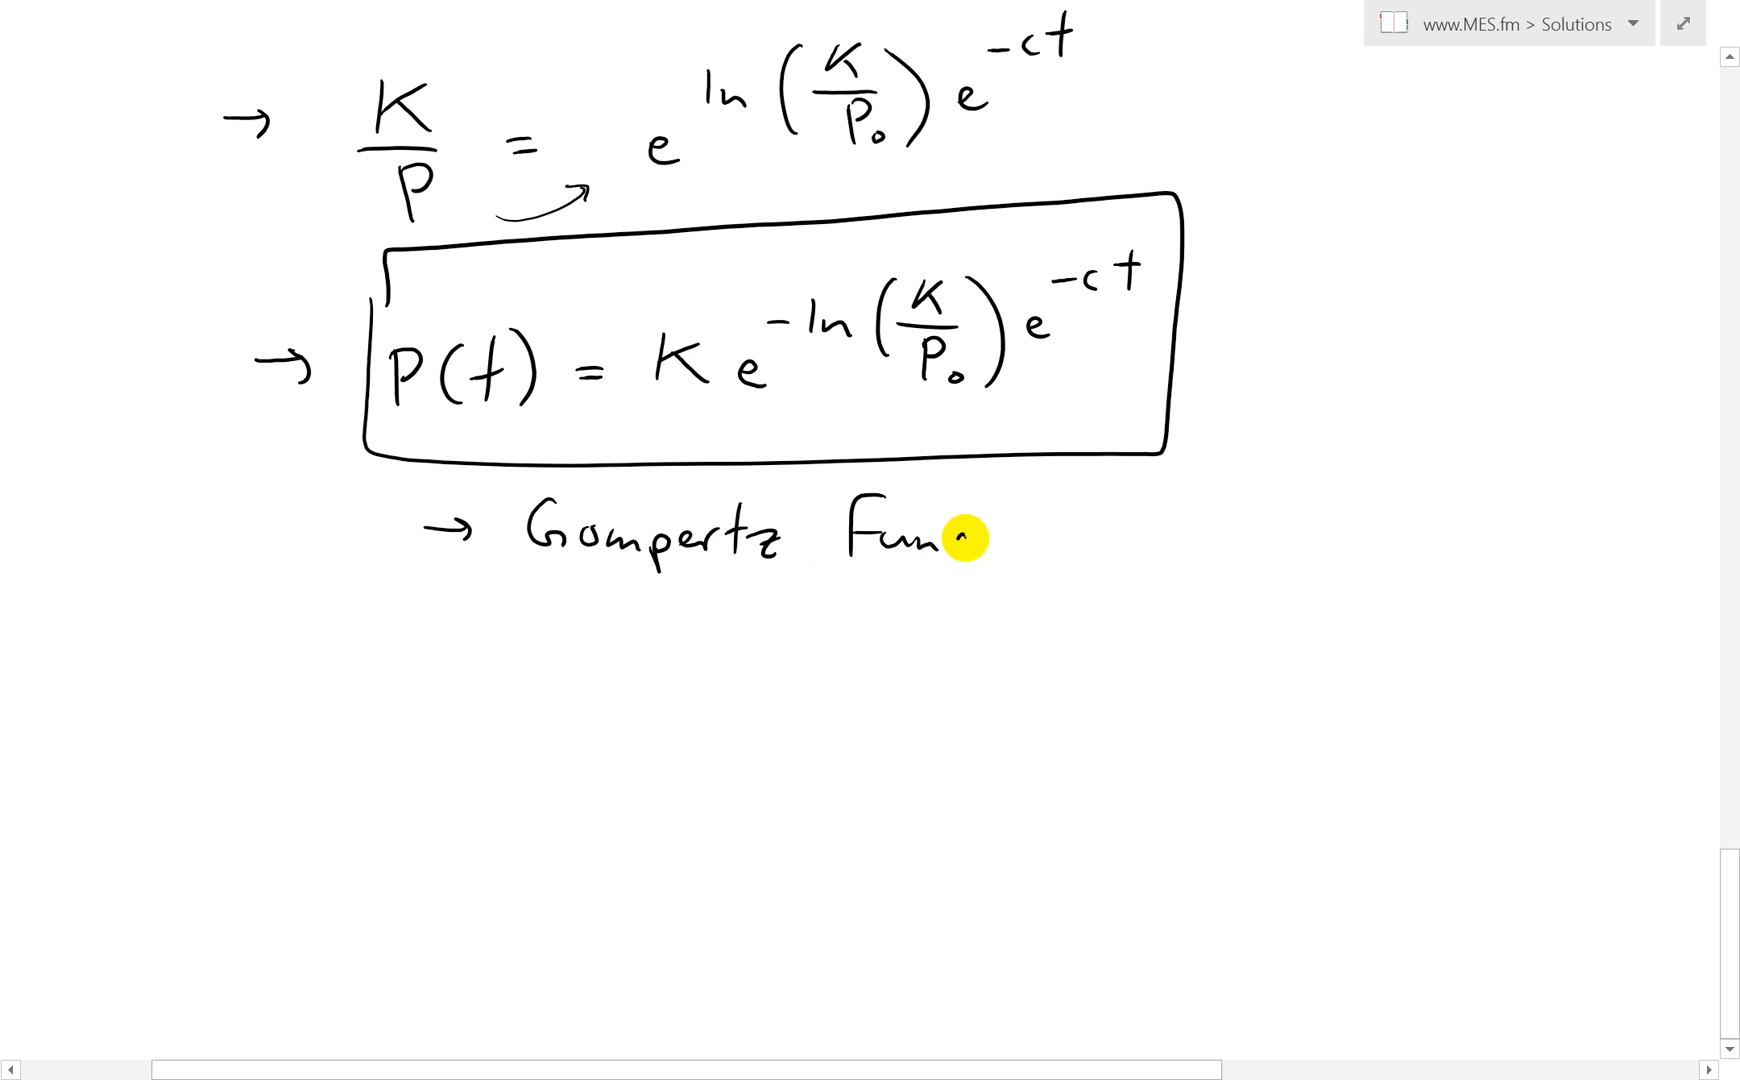 www.MES.fm > Solutions
→ K/P = e^(ln(K/P₀) e^(-ct))
→ P(t) = K e^(-ln(K/P₀) e^(-ct))
→ Gompertz Fun